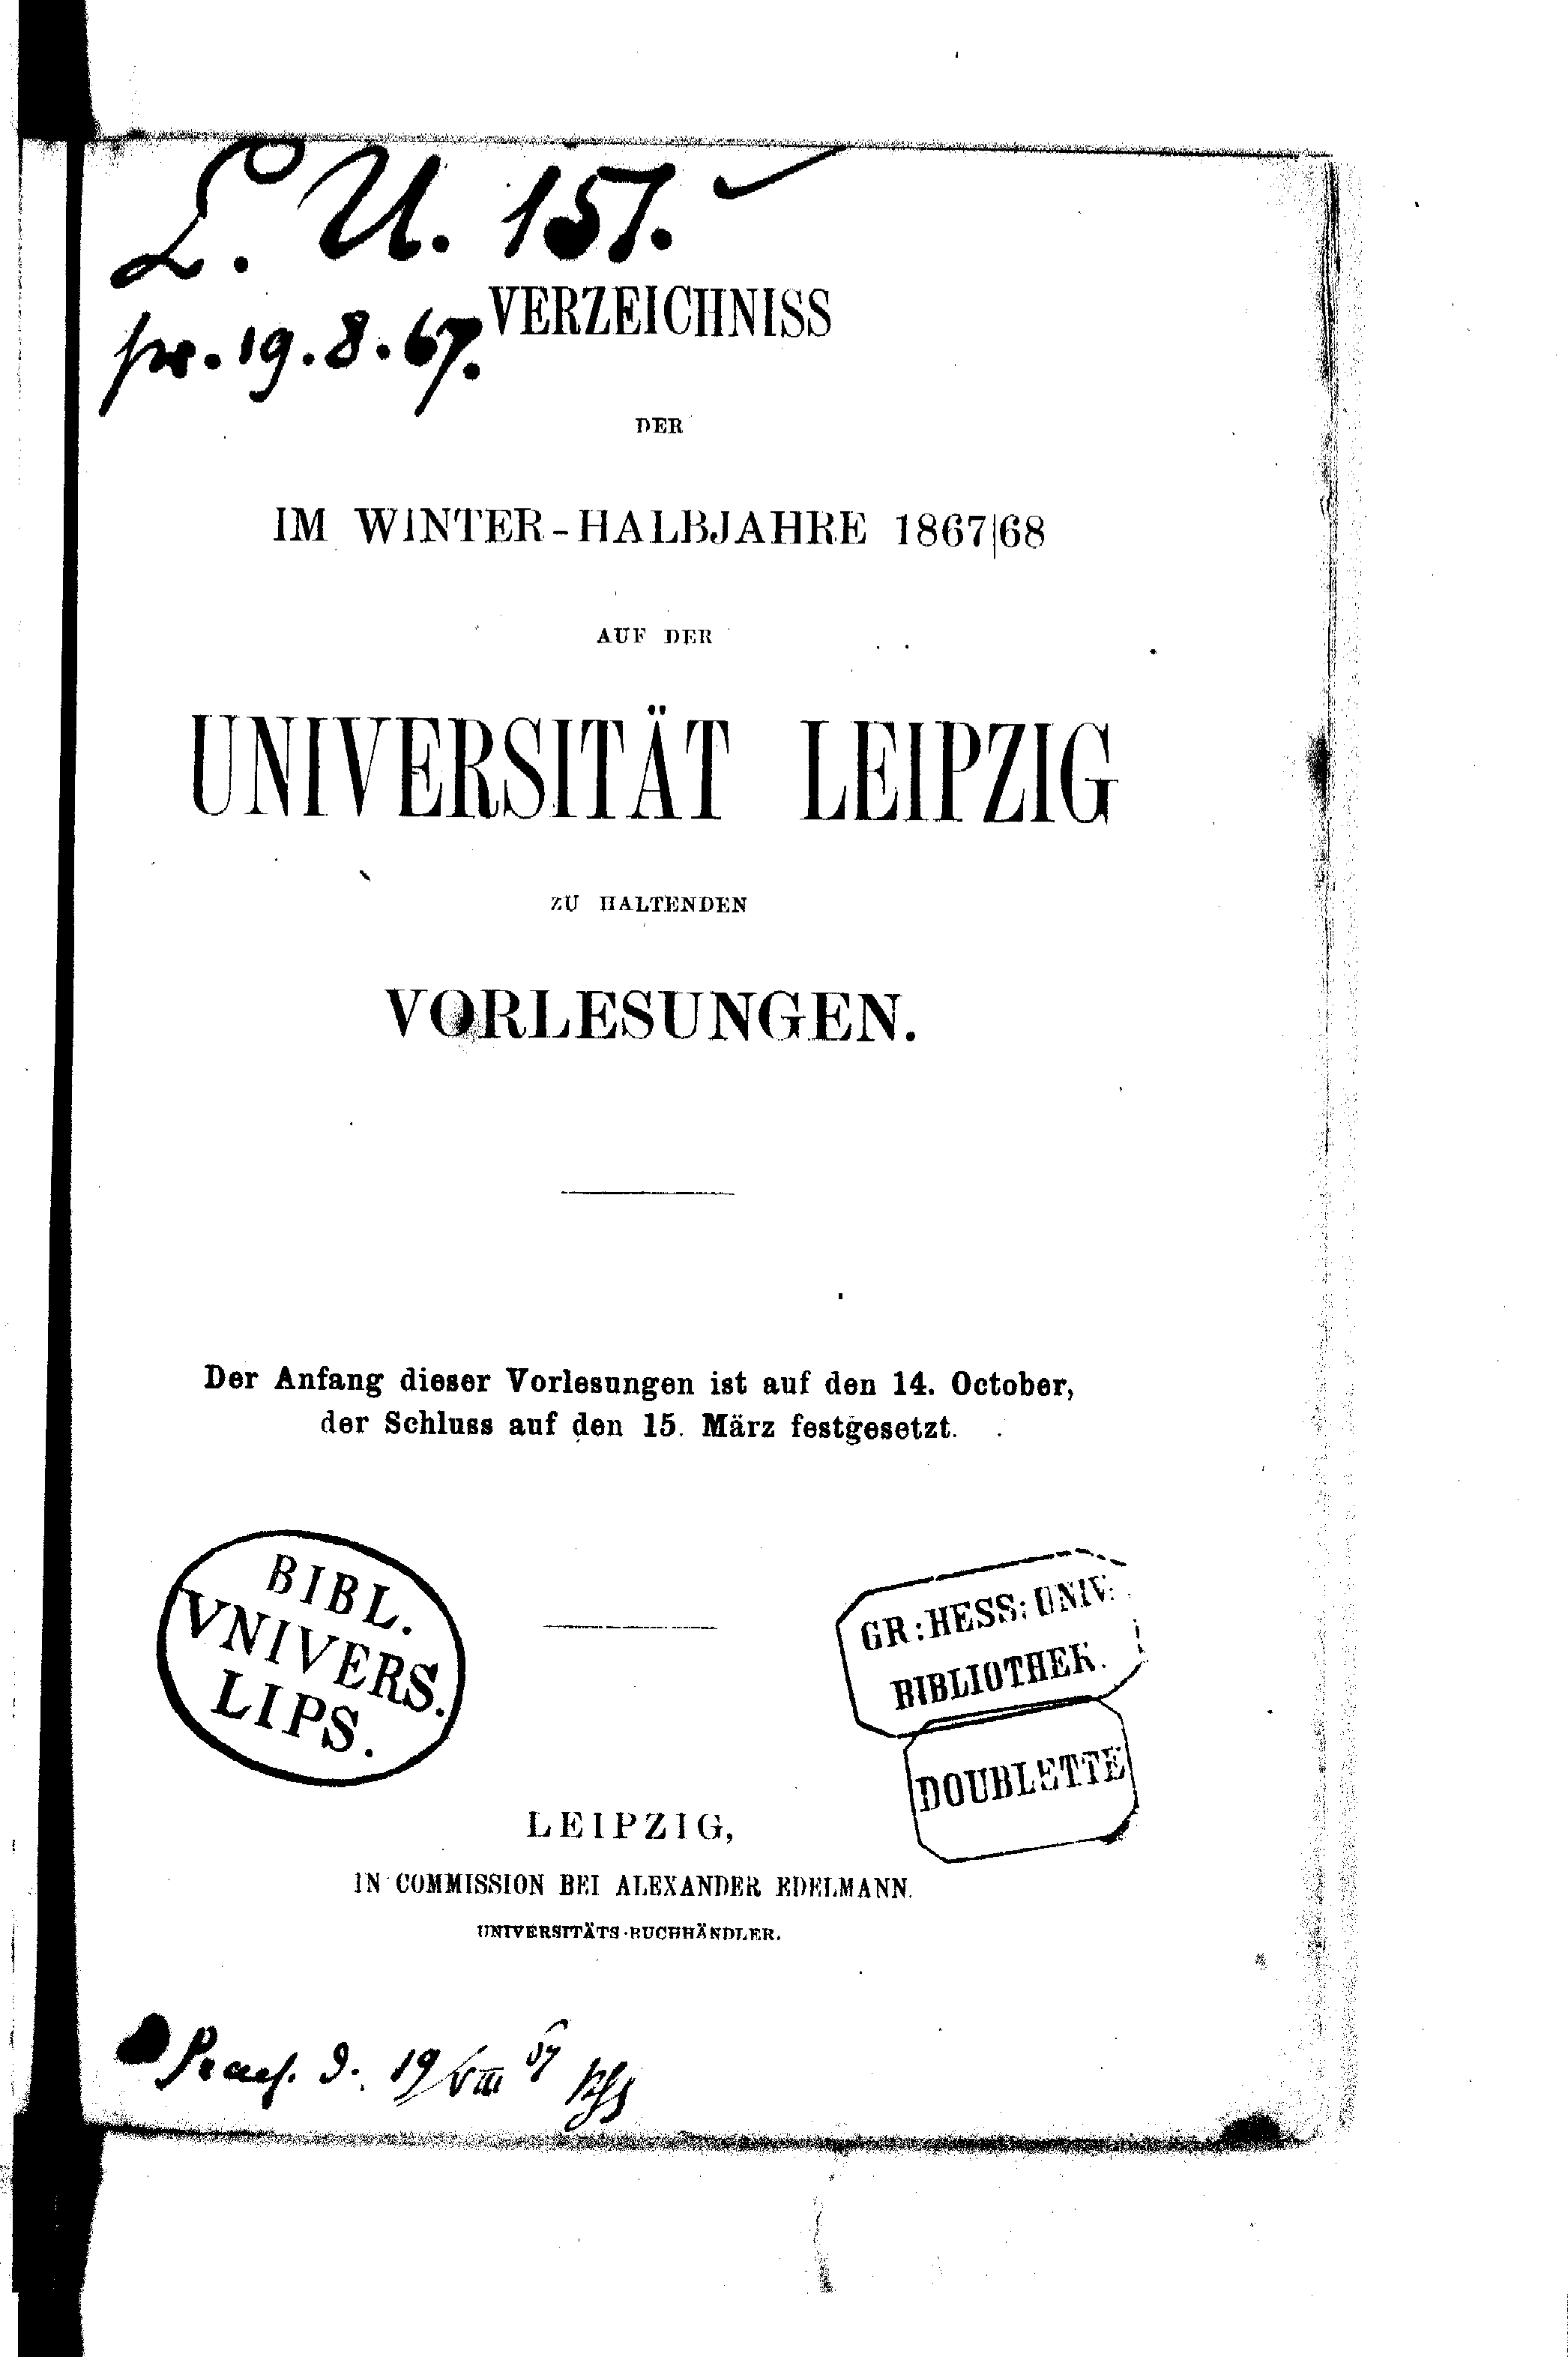 L. U. 157.
pr. 19. 8. 67.
VERZEICHNISS
DER
IM WINTER-HALBJAHRE 1867|68
AUF DER
UNIVERSITÄT LEIPZIG
ZU HALTENDEN
VORLESUNGEN.
Der Anfang dieser Vorlesungen ist auf den 14. October,
der Schluss auf den 15. März festgesetzt.
BIBL.
VNIVERS.
LIPS.
GR: HESS: UNIV:
BIBLIOTHEK.
DOUBLETTE
LEIPZIG,
IN COMMISSION BEI ALEXANDER EDELMANN.
UNIVERSITÄTS-BUCHHÄNDLER.
19/VIII 67